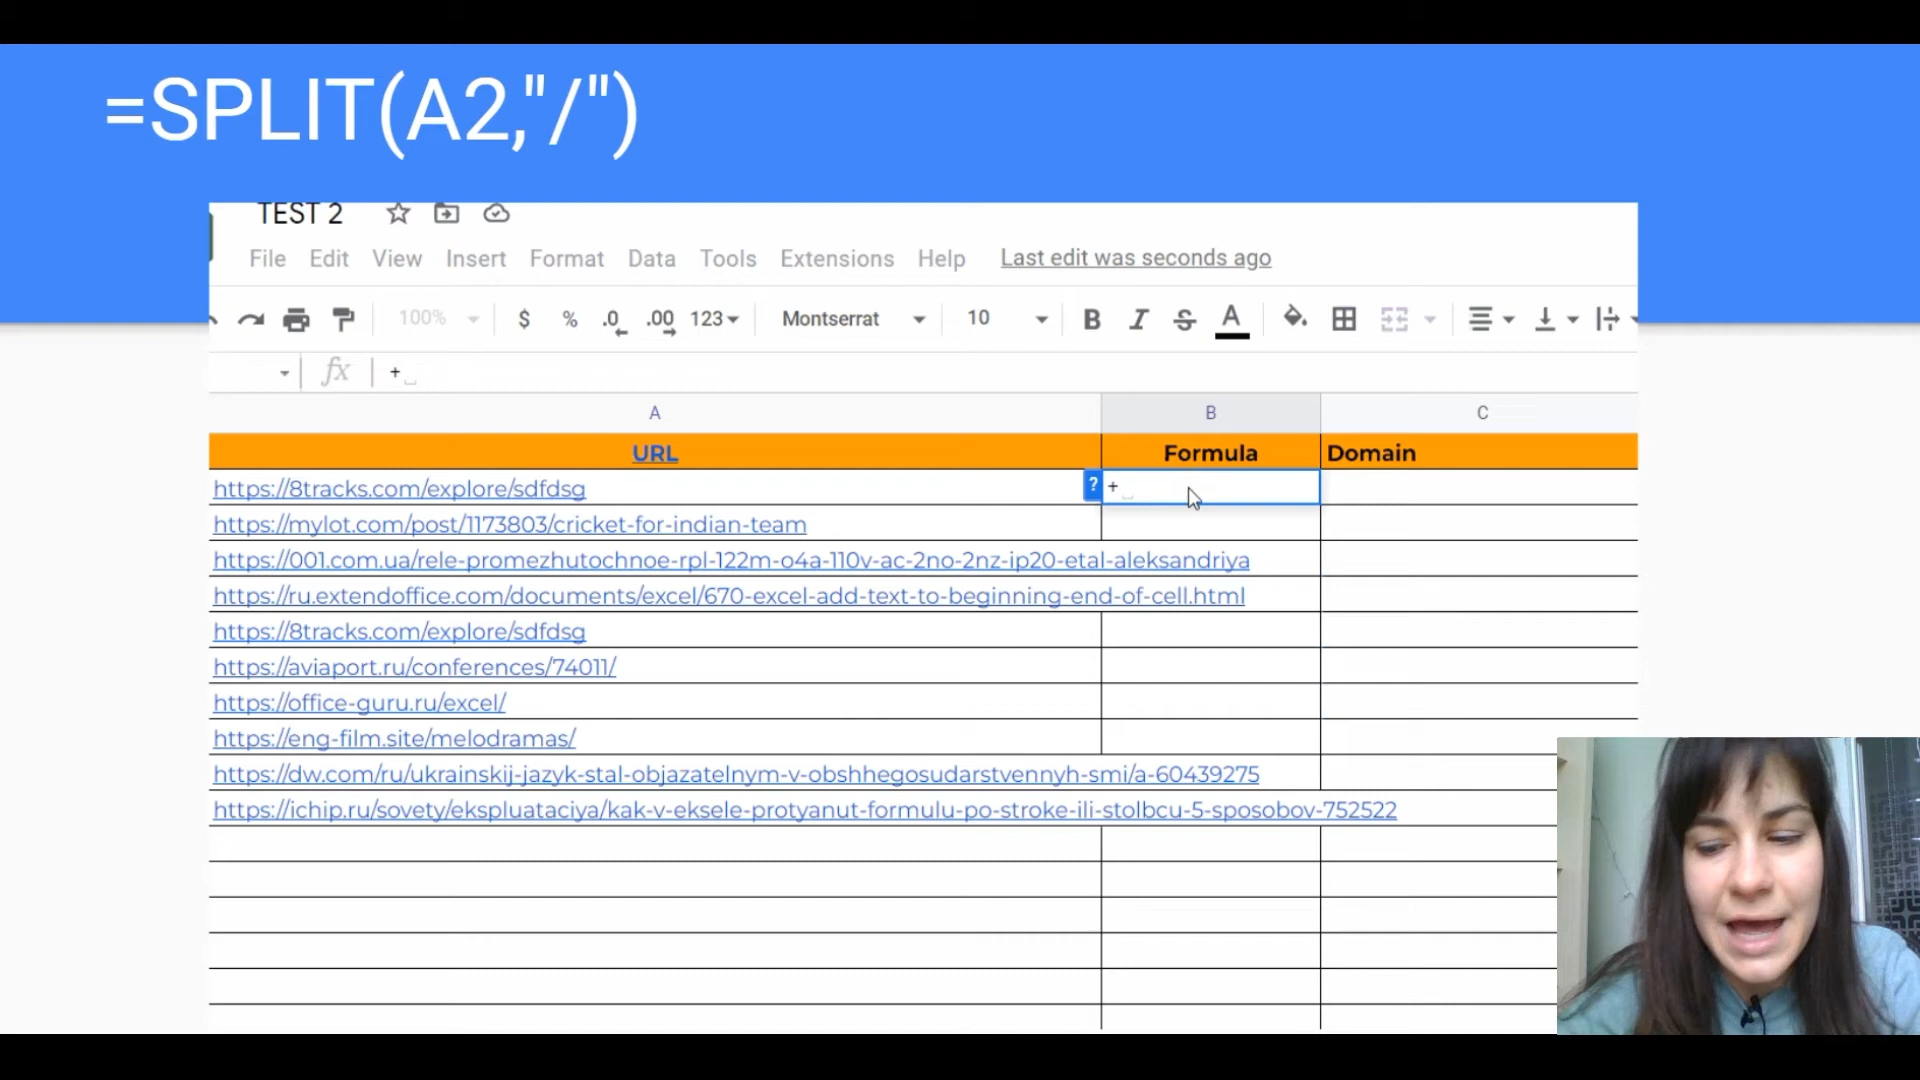 =SPLIT(A2,"/")
TEST 2
File Edit View Insert Format Data Tools Extensions Help Last edit was seconds ago
100% $ % .0 .00 123 Montserrat 10 B I S A
fx +
A B C
URL Formula Domain
https://8tracks.com/explore/sdfdsg ? +
https://mylot.com/post/1173803/cricket-for-indian-team
https://001.com.ua/rele-promezhutochnoe-rpl-122m-o4a-110v-ac-2no-2nz-ip20-etal-aleksandriya
https://ru.extendoffice.com/documents/excel/670-excel-add-text-to-beginning-end-of-cell.html
https://8tracks.com/explore/sdfdsg
https://aviaport.ru/conferences/74011/
https://office-guru.ru/excel/
https://eng-film.site/melodramas/
https://dw.com/ru/ukrainskij-jazyk-stal-objazatelnym-v-obshhegosudarstvennyh-smi/a-60439275
https://ichip.ru/sovety/ekspluataciya/kak-v-eksele-protyanut-formulu-po-stroke-ili-stolbcu-5-sposobov-752522